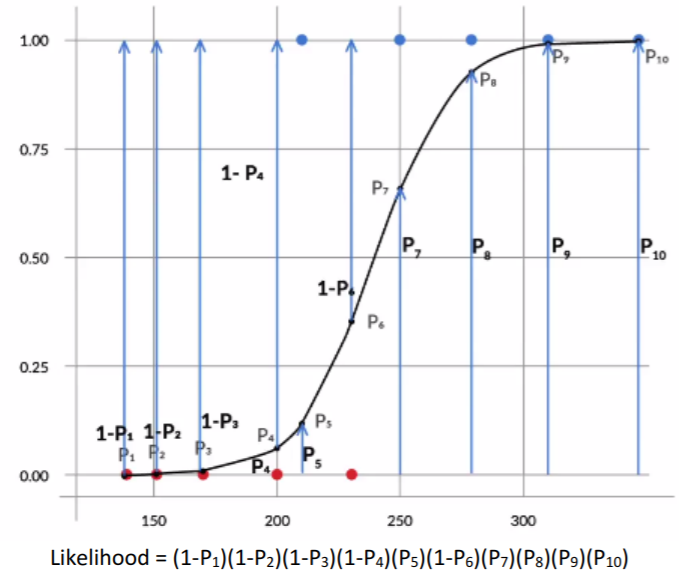 1.00
P₉
P₁₀
P₈
0.75
1- P₄
P₇
0.50
P₇
P₈
P₉
P₁₀
1-P₆
P₆
0.25
1-P₁
1-P₂
1-P₃
P₅
P₄
P₁
P₂
P₃
P₄
P₅
0.00
150
200
250
300
Likelihood = (1-P₁)(1-P₂)(1-P₃)(1-P₄)(P₅)(1-P₆)(P₇)(P₈)(P₉)(P₁₀)